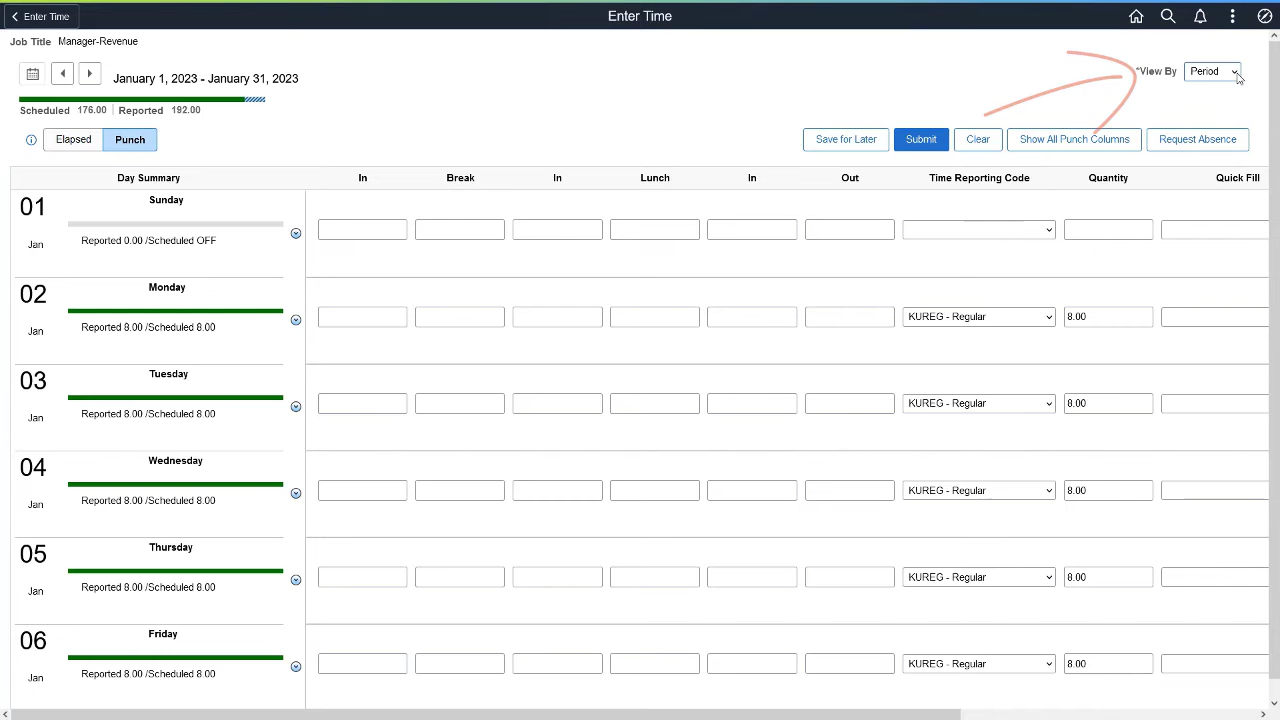 Enter Time
Enter Time
Job Title Manager-Revenue
January 1, 2023 - January 31, 2023
*View By Period
Scheduled 176.00 Reported 192.00
Elapsed Punch Save for Later Submit Clear Show All Punch Columns Request Absence
Day Summary In Break In Lunch In Out Time Reporting Code Quantity Quick Fill
01 Sunday
Jan Reported 0.00 /Scheduled OFF
02 Monday
Jan Reported 8.00 /Scheduled 8.00 KUREG - Regular 8.00
03 Tuesday
Jan Reported 8.00 /Scheduled 8.00 KUREG - Regular 8.00
04 Wednesday
Jan Reported 8.00 /Scheduled 8.00 KUREG - Regular 8.00
05 Thursday
Jan Reported 8.00 /Scheduled 8.00 KUREG - Regular 8.00
06 Friday
Jan Reported 8.00 /Scheduled 8.00 KUREG - Regular 8.00